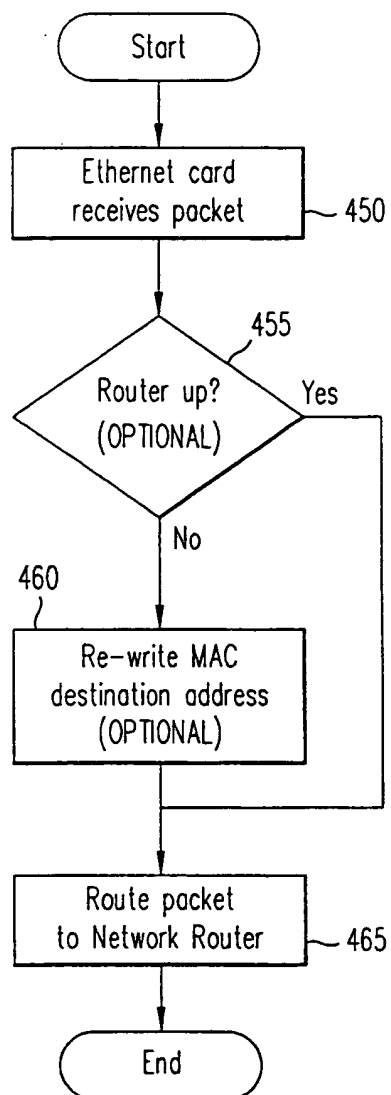 Start
Ethernet card
receives packet
450
455
Router up?
(OPTIONAL)
Yes
No
460
Re-write MAC
destination address
(OPTIONAL)
Route packet
to Network Router
465
End